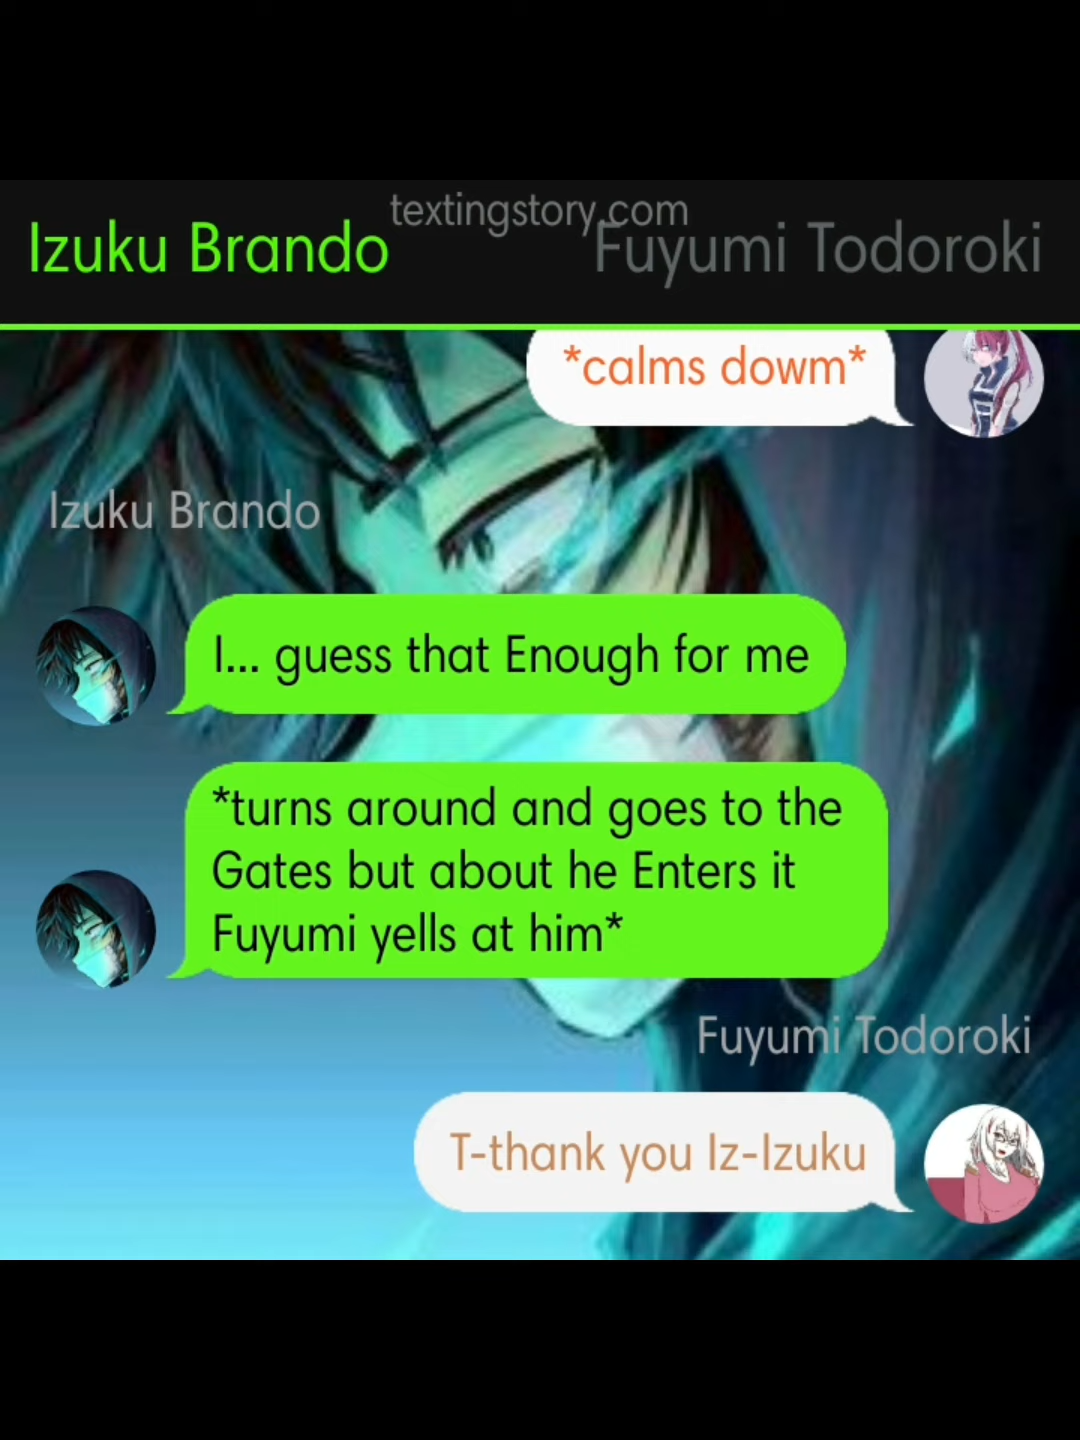 textingstory.com
Izuku Brando
Fuyumi Todoroki
*calms dowm*
Izuku Brando
I... guess that Enough for me
*turns around and goes to the
Gates but about he Enters it
Fuyumi yells at him*
Fuyumi Todoroki
T-thank you Iz-Izuku